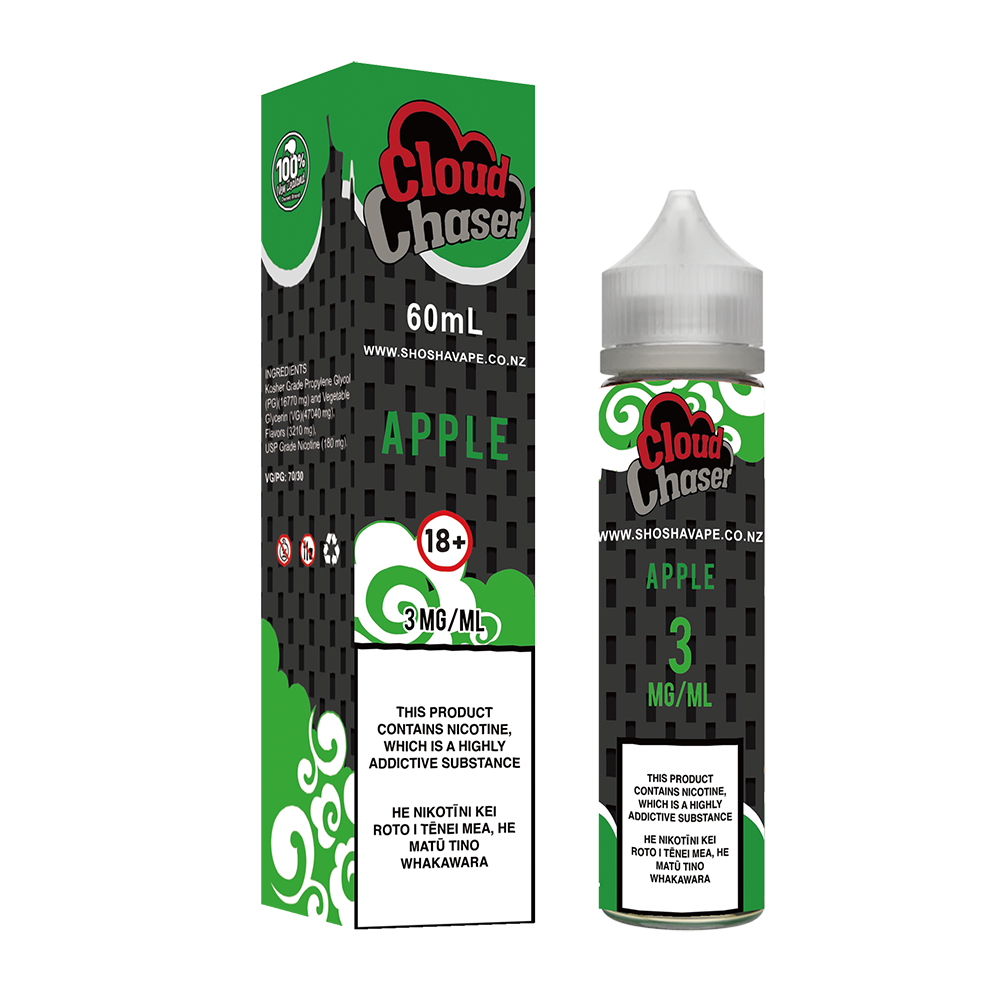 100%
Cloud
Chaser
60mL
WWW.SHOSHAVAPE.CO.NZ
APPLE
18+
3 MG/ML
THIS PRODUCT
CONTAINS NICOTINE,
WHICH IS A HIGHLY
ADDICTIVE SUBSTANCE
HE NIKOTĪNI KEI
ROTO I TĒNEI MEA, HE
MATŪ TINO
WHAKAWARA
INGREDIENTS
Kosher Grade Propylene Glycol
(PG)(16770 mg) and Vegetable
Glycerin (VG)(47040 mg),
Flavors (3210 mg),
USP Grade Nicotine (180 mg).
VG/PG: 70/30
Cloud
Chaser
WWW.SHOSHAVAPE.CO.NZ
APPLE
3
MG/ML
THIS PRODUCT
CONTAINS NICOTINE,
WHICH IS A HIGHLY
ADDICTIVE SUBSTANCE
HE NIKOTĪNI KEI
ROTO I TĒNEI MEA, HE
MATŪ TINO
WHAKAWARA